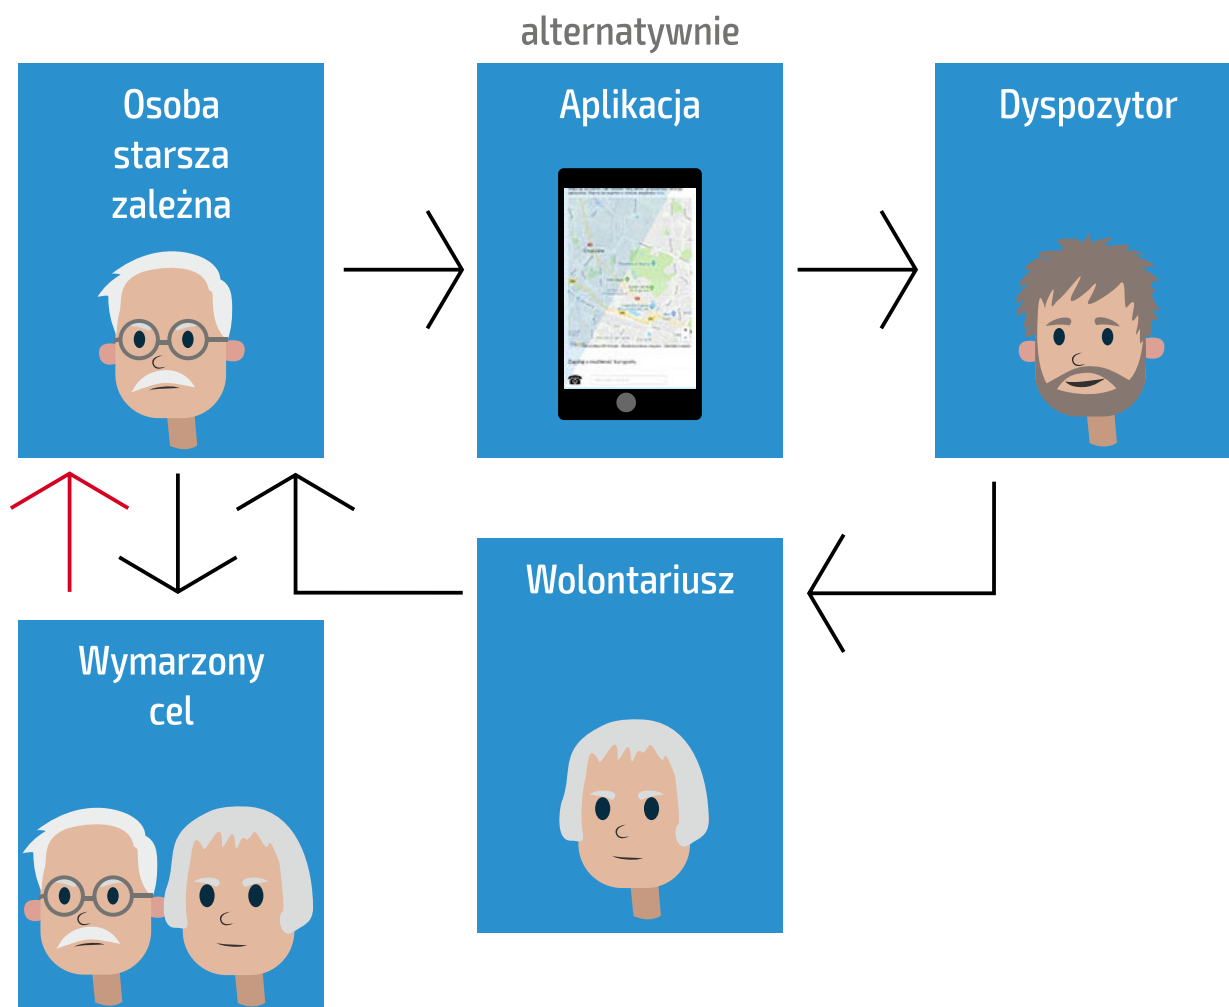 alternatywnie
Osoba
starsza
zależna
Aplikacja
Dyspozytor
Wolontariusz
Wymarzony
cel